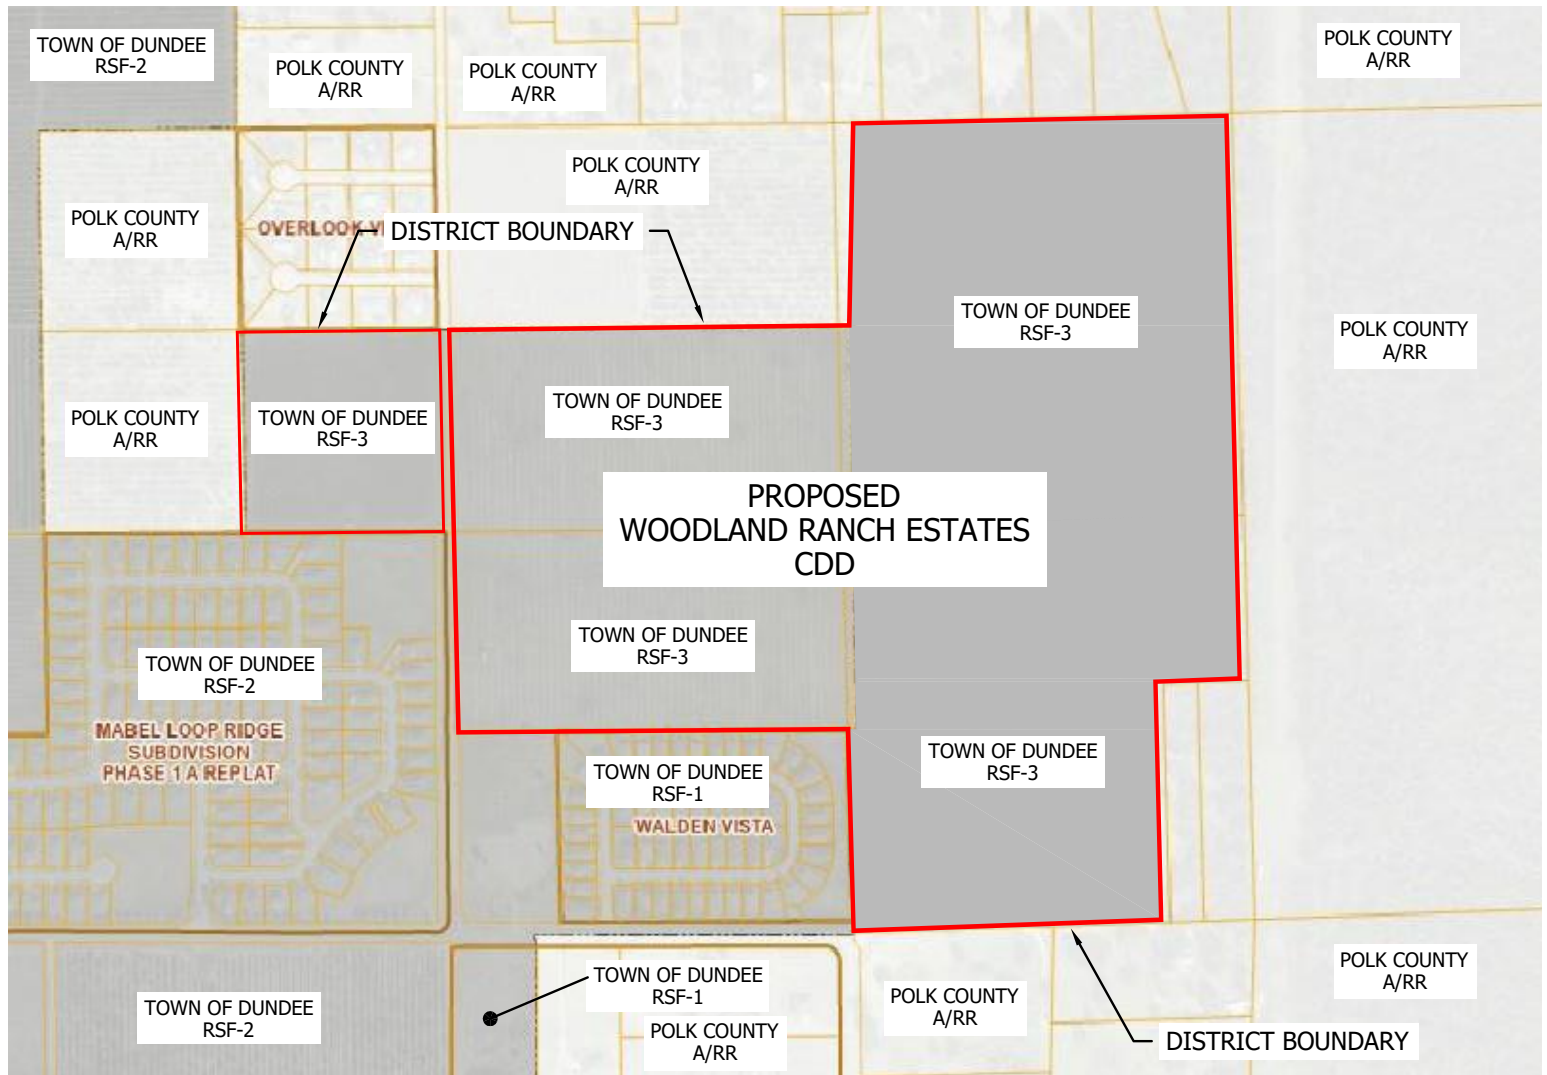 TOWN OF DUNDEE
RSF-2
POLK COUNTY
A/RR
POLK COUNTY
A/RR
POLK COUNTY
A/RR
POLK COUNTY
A/RR
POLK COUNTY
A/RR
OVERLOOK
DISTRICT BOUNDARY
TOWN OF DUNDEE
RSF-3
POLK COUNTY
A/RR
POLK COUNTY
A/RR
TOWN OF DUNDEE
RSF-3
TOWN OF DUNDEE
RSF-3
PROPOSED
WOODLAND RANCH ESTATES
CDD
TOWN OF DUNDEE
RSF-3
TOWN OF DUNDEE
RSF-2
MABEL LOOP RIDGE
SUBDIVISION
PHASE 1 A REPLAT
TOWN OF DUNDEE
RSF-1
WALDEN VISTA
TOWN OF DUNDEE
RSF-3
TOWN OF DUNDEE
RSF-2
TOWN OF DUNDEE
RSF-1
POLK COUNTY
A/RR
POLK COUNTY
A/RR
POLK COUNTY
A/RR
DISTRICT BOUNDARY